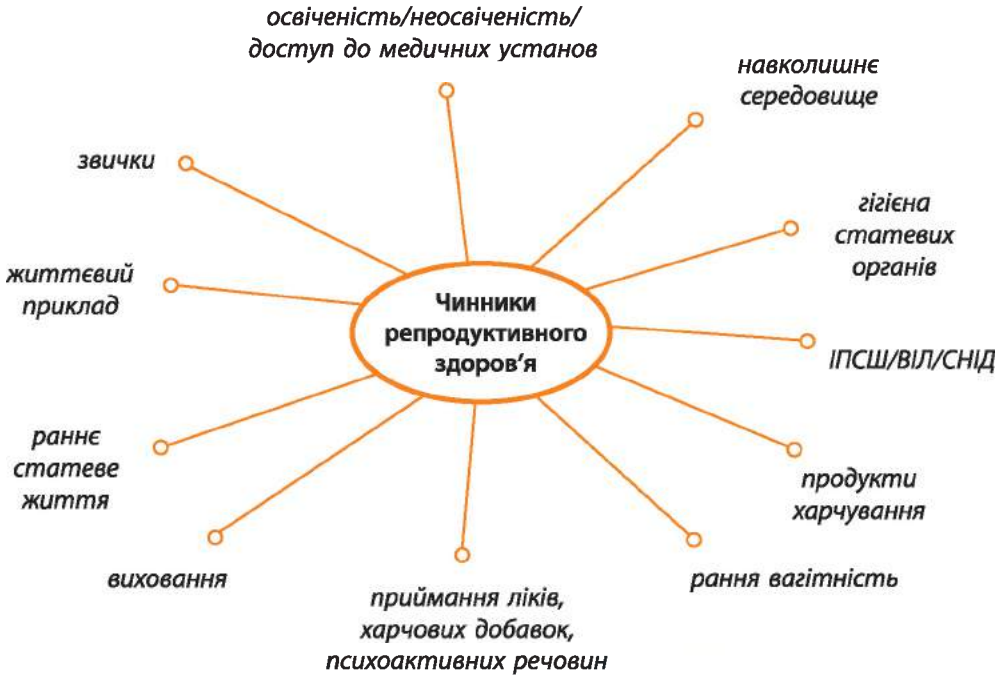 освіченість/неосвіченість/
доступ до медичних установ
навколишнє
середовище
звички
гігієна
статевих
органів
життєвий
приклад
Чинники
репродуктивного
здоров'я
ІПСШ/ВІЛ/СНІД
раннє
статеве
життя
продукти
харчування
виховання
рання вагітність
приймання ліків,
харчових добавок,
психоактивних речовин